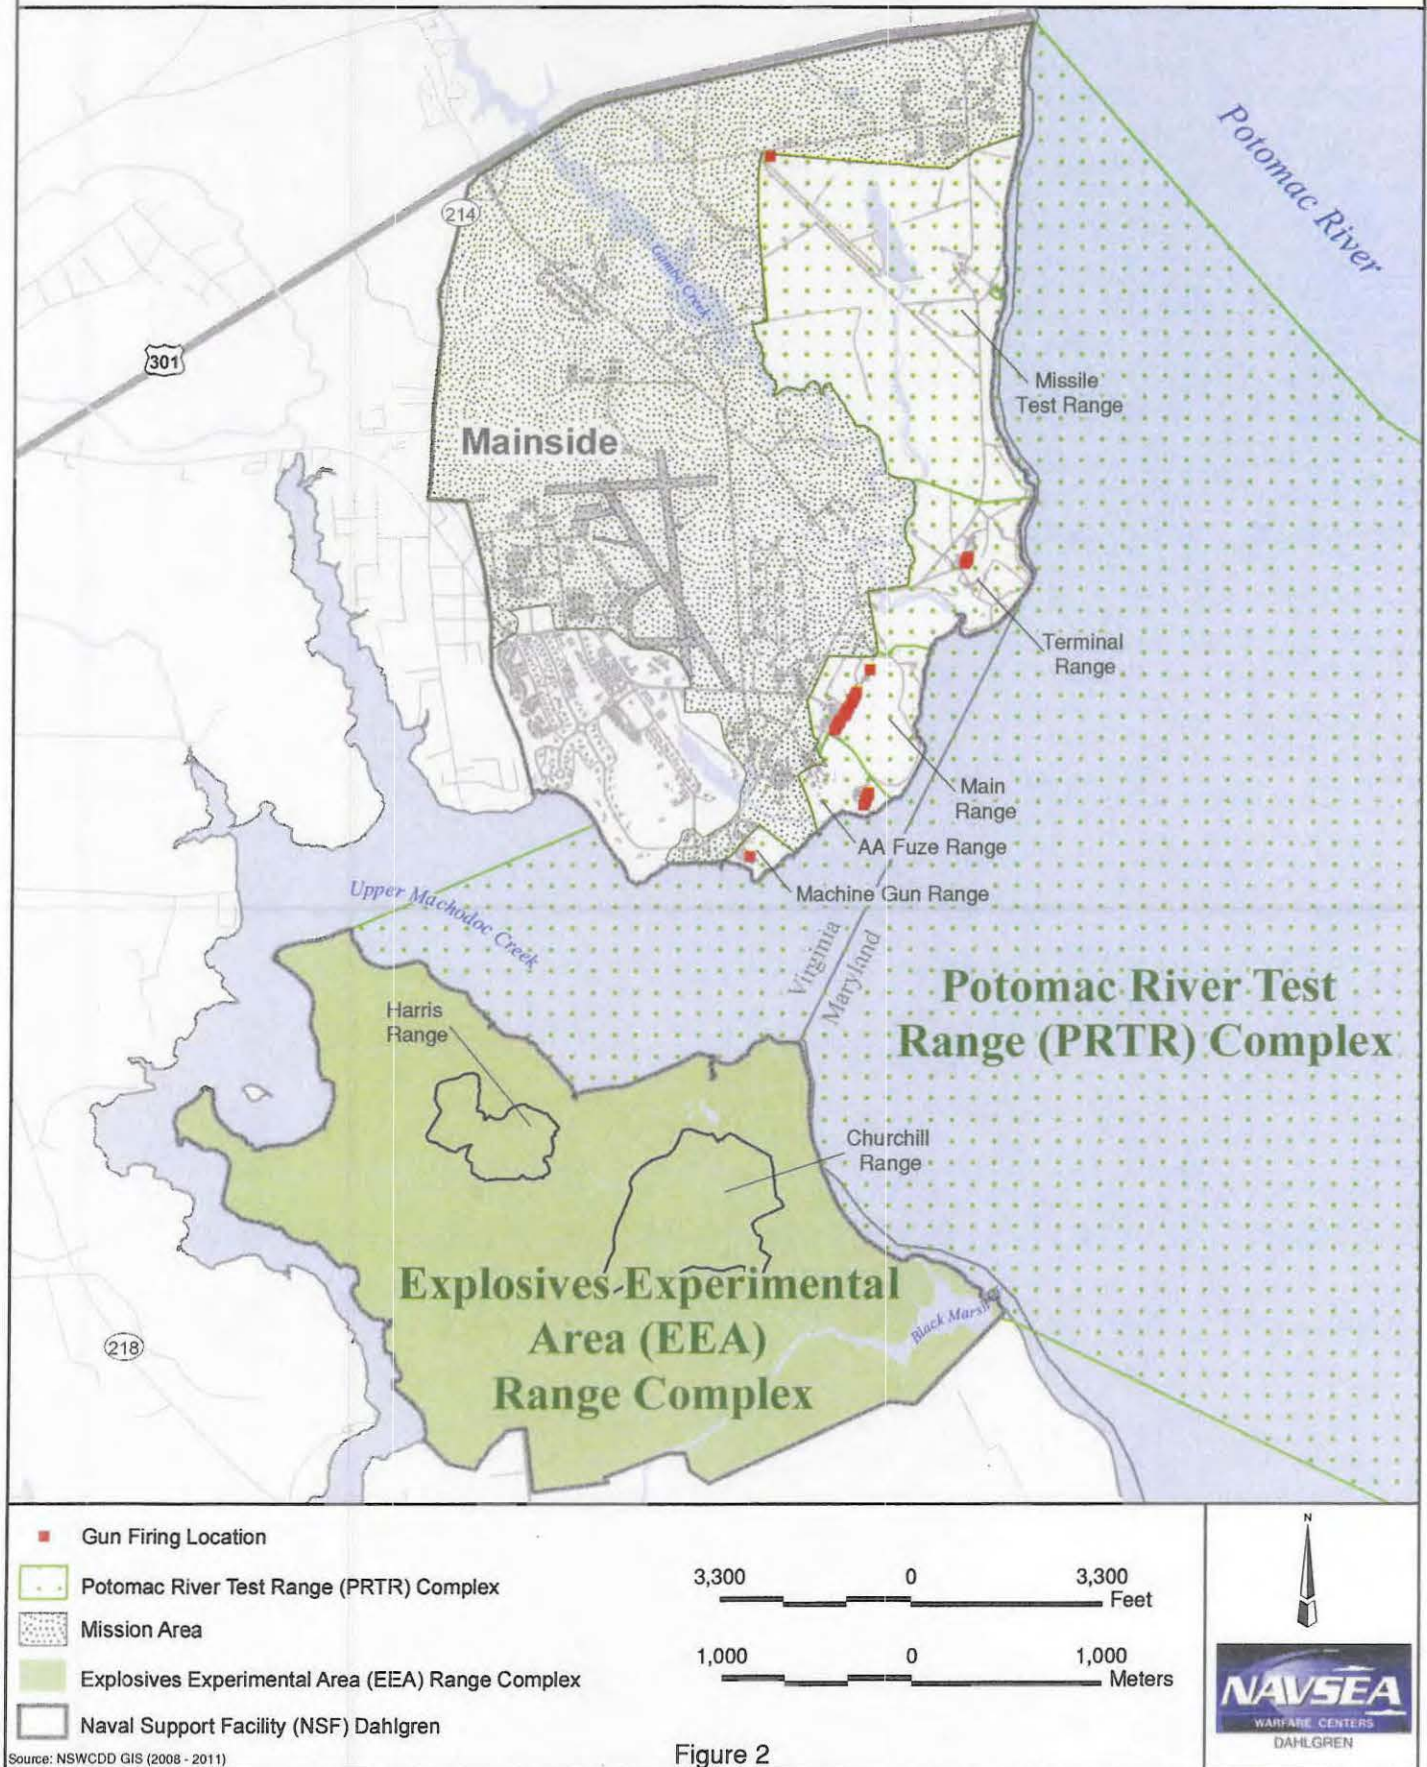 Potomac River
214
Gambo Creek
301
Missile
Test Range
Mainside
Terminal
Range
Main
Range
AA Fuze Range
Machine Gun Range
Upper Machodoc Creek
Virginia
Maryland
Potomac River Test
Range (PRTR) Complex
Harris
Range
Churchill
Range
Explosives Experimental
Area (EEA)
Range Complex
Black Marsh
218
Gun Firing Location
Potomac River Test Range (PRTR) Complex
Mission Area
Explosives Experimental Area (EEA) Range Complex
Naval Support Facility (NSF) Dahlgren
Source: NSWCDD GIS (2008 - 2011)
3,300 0 3,300
Feet
1,000 0 1,000
Meters
Figure 2
N
NAVSEA
WARFARE CENTERS
DAHLGREN